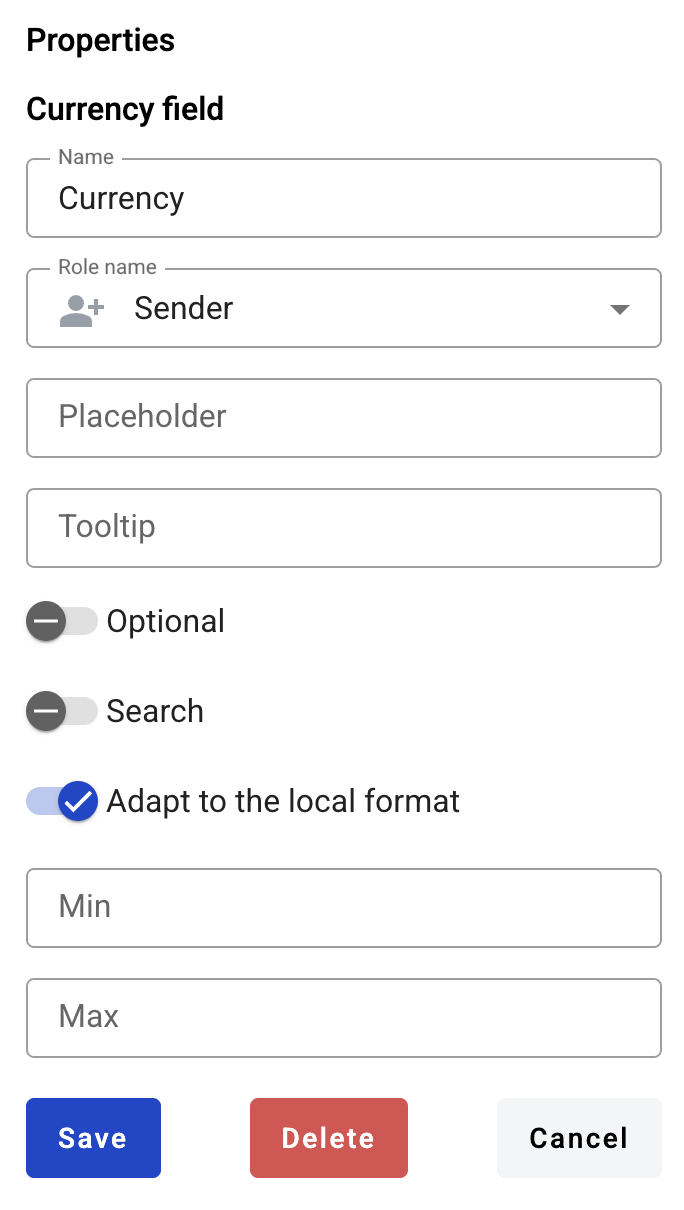 Properties
Currency field
Name
Currency
Role name
Sender
Placeholder
Tooltip
Optional
Search
Adapt to the local format
Min
Max
Save Delete Cancel